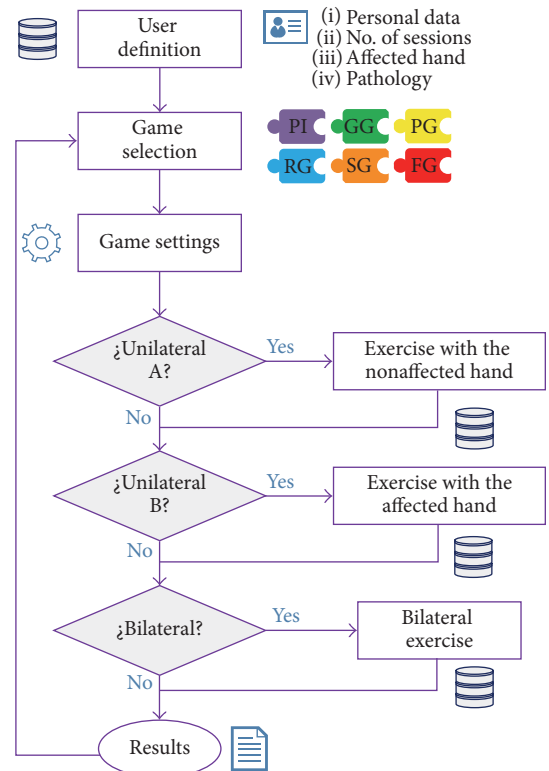 User
definition
(i) Personal data
(ii) No. of sessions
(iii) Affected hand
(iv) Pathology
Game
selection
PI GG PG
RG SG FG
Game settings
¿Unilateral
A?
Yes
Exercise with the
nonaffected hand
No
¿Unilateral
B?
Yes
Exercise with the
affected hand
No
¿Bilateral?
Yes
Bilateral
exercise
No
Results